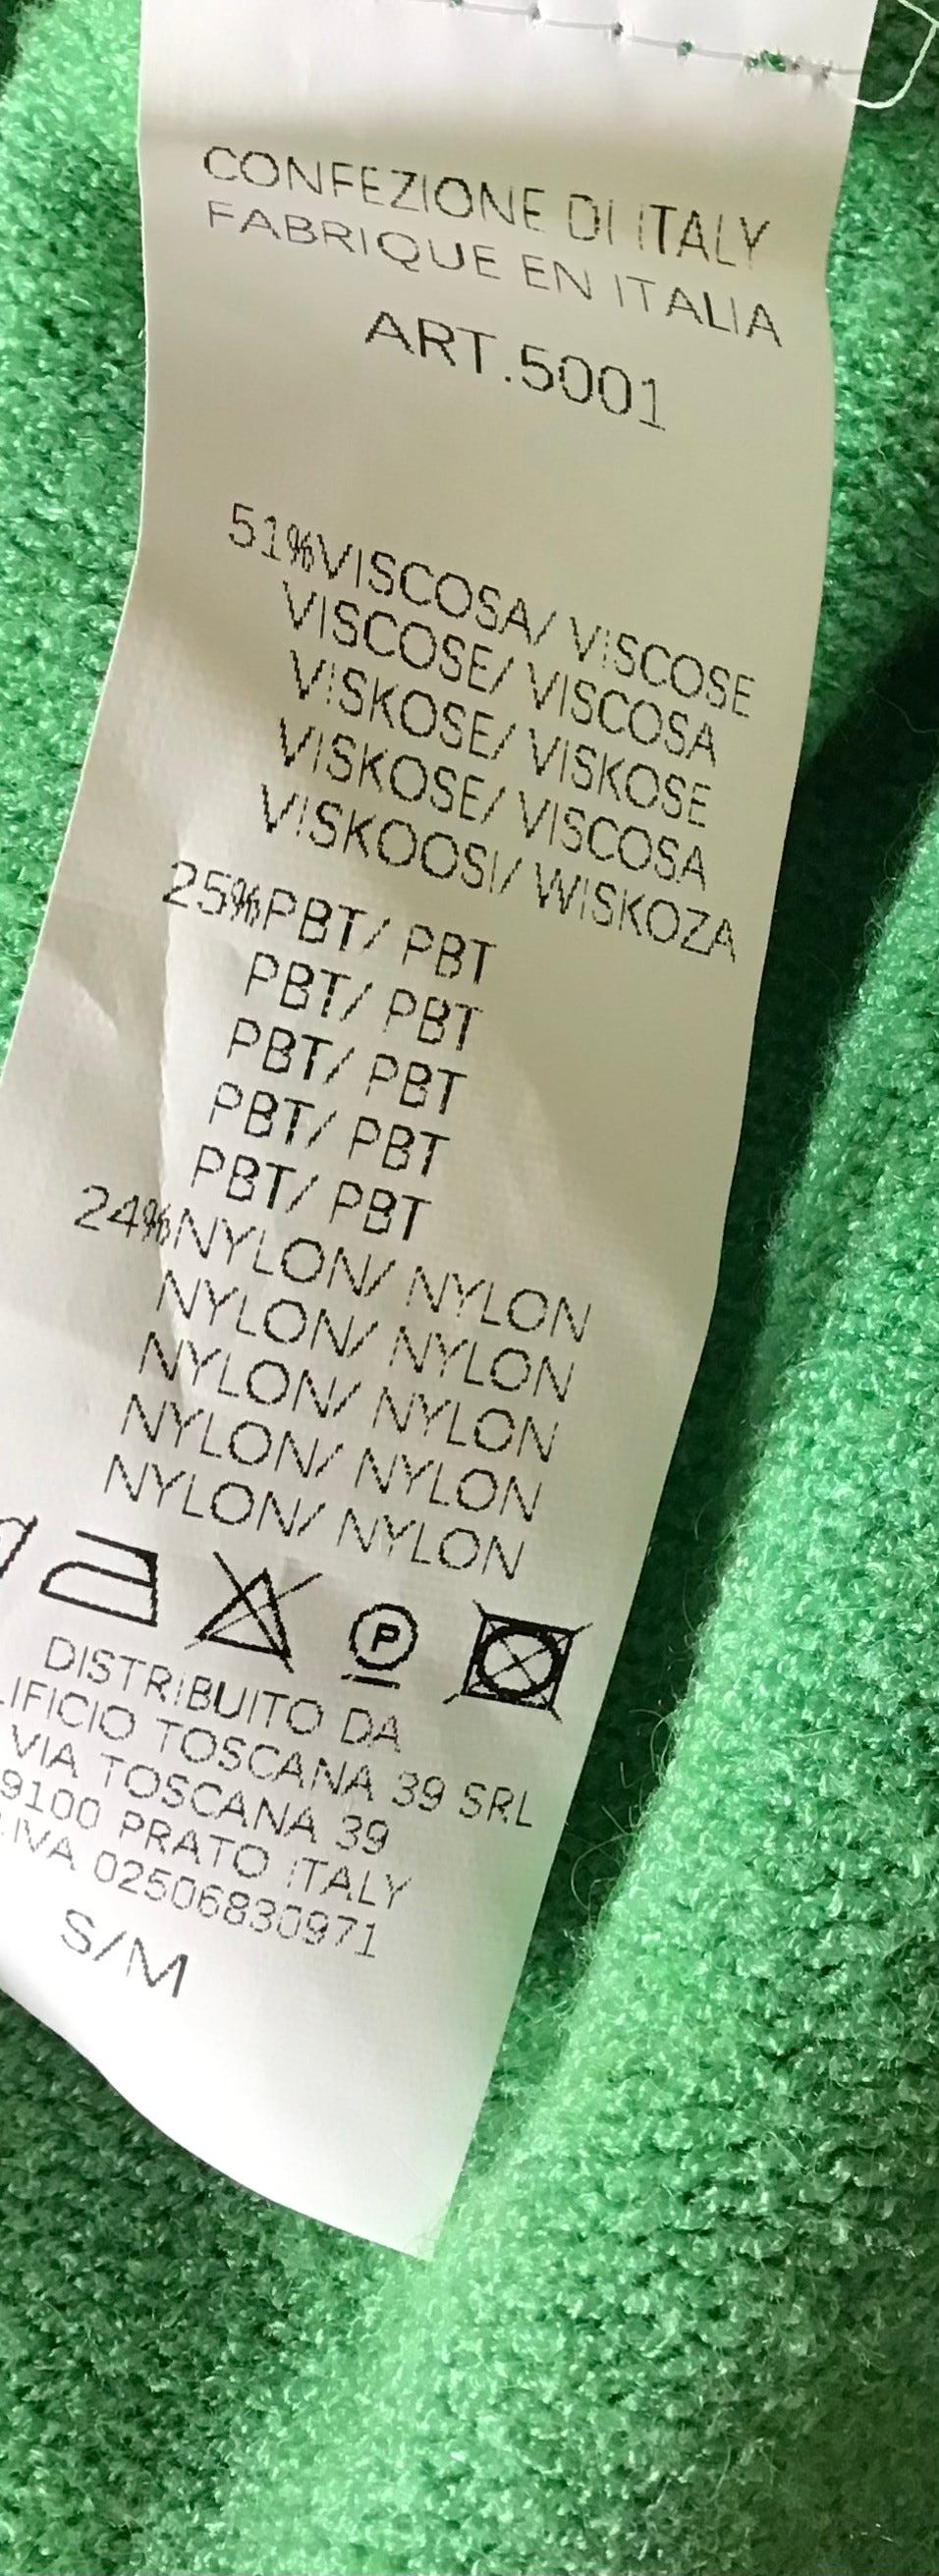 CONFEZIONE DI ITALY
FABRIQUE EN ITALIA
ART.5001
51%VISCOSA/ VISCOSE
VISCOSE/ VISCOSA
VISKOSE/ VISKOSE
VISKOSE/ VISCOSA
VISKOOSI/ WISKOZA
25%PBT/ PBT
PBT/ PBT
PBT/ PBT
PBT/ PBT
PBT/ PBT
24%NYLON/ NYLON
NYLON/ NYLON
NYLON/ NYLON
NYLON/ NYLON
NYLON/ NYLON
P
DISTRIBUITO DA
LIFICIO TOSCANA 39 SRL
VIA TOSCANA 39
9100 PRATO ITALY
.IVA 02506830971
S/M